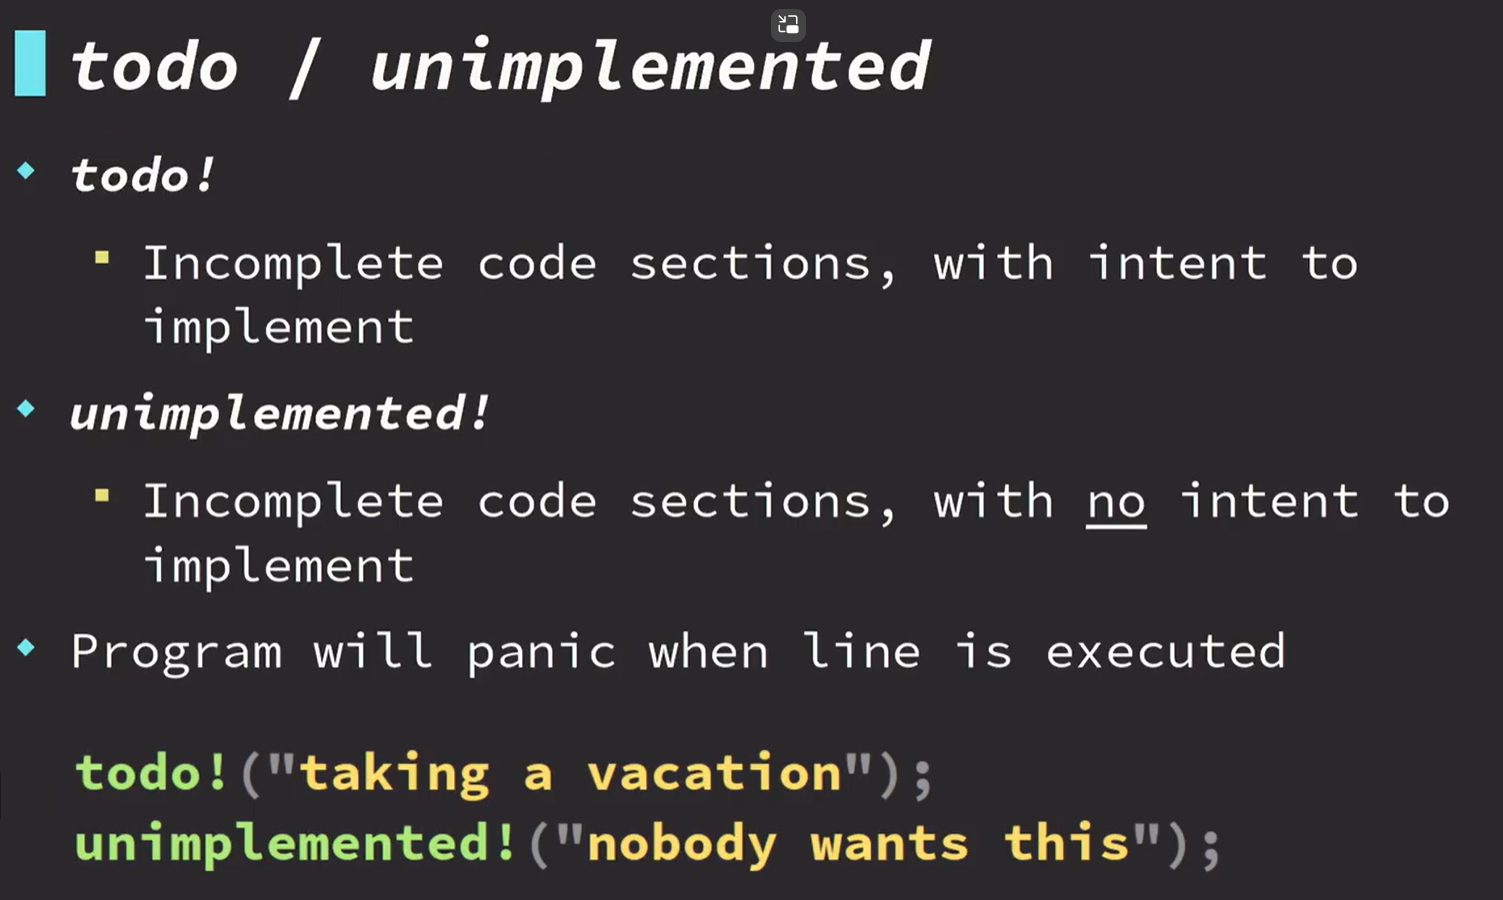 todo / unimplemented
todo!
Incomplete code sections, with intent to
implement
unimplemented!
Incomplete code sections, with no intent to
implement
Program will panic when line is executed
todo!("taking a vacation");
unimplemented!("nobody wants this");